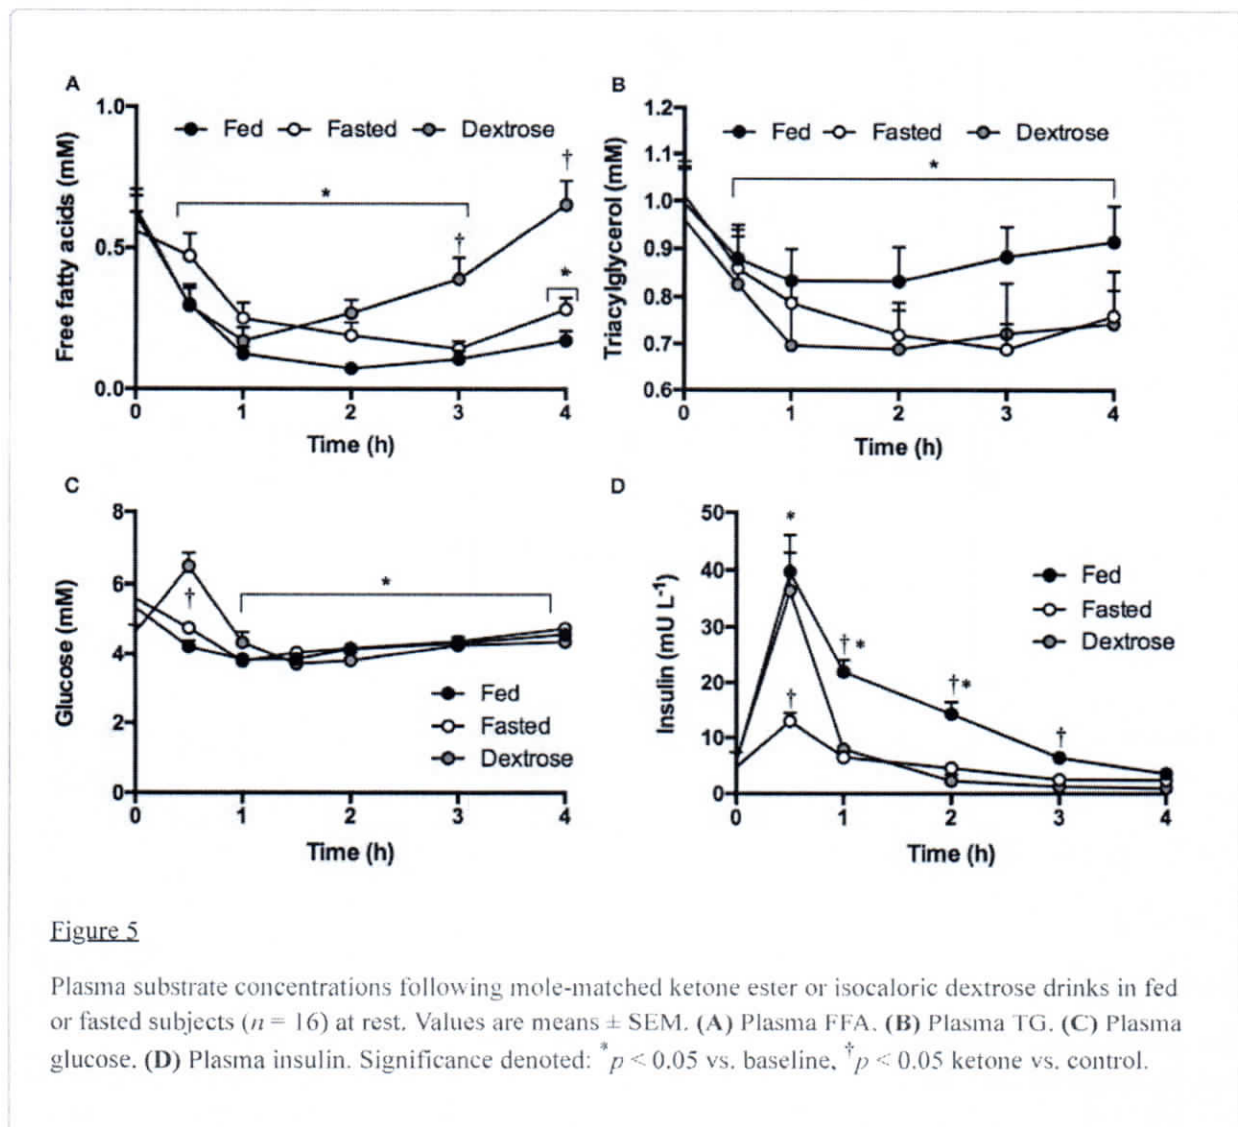 A
1.0
Fed Fasted Dextrose
†
*
†
*
0.5
0.0
Free fatty acids (mM)
0 1 2 3 4
Time (h)
B
1.2
Fed Fasted Dextrose
1.1
*
1.0
0.9
0.8
0.7
0.6
Triacylglycerol (mM)
0 1 2 3 4
Time (h)
C
8
6
*
†
4
2
0
Glucose (mM)
Fed
Fasted
Dextrose
0 1 2 3 4
Time (h)
D
50
*
40
30
†*
20
†*
†
†
10
0
Insulin (mU L-1)
Fed
Fasted
Dextrose
0 1 2 3 4
Time (h)
Figure 5
Plasma substrate concentrations following mole-matched ketone ester or isocaloric dextrose drinks in fed
or fasted subjects (n = 16) at rest. Values are means ± SEM. (A) Plasma FFA. (B) Plasma TG. (C) Plasma
glucose. (D) Plasma insulin. Significance denoted: *p < 0.05 vs. baseline, †p < 0.05 ketone vs. control.